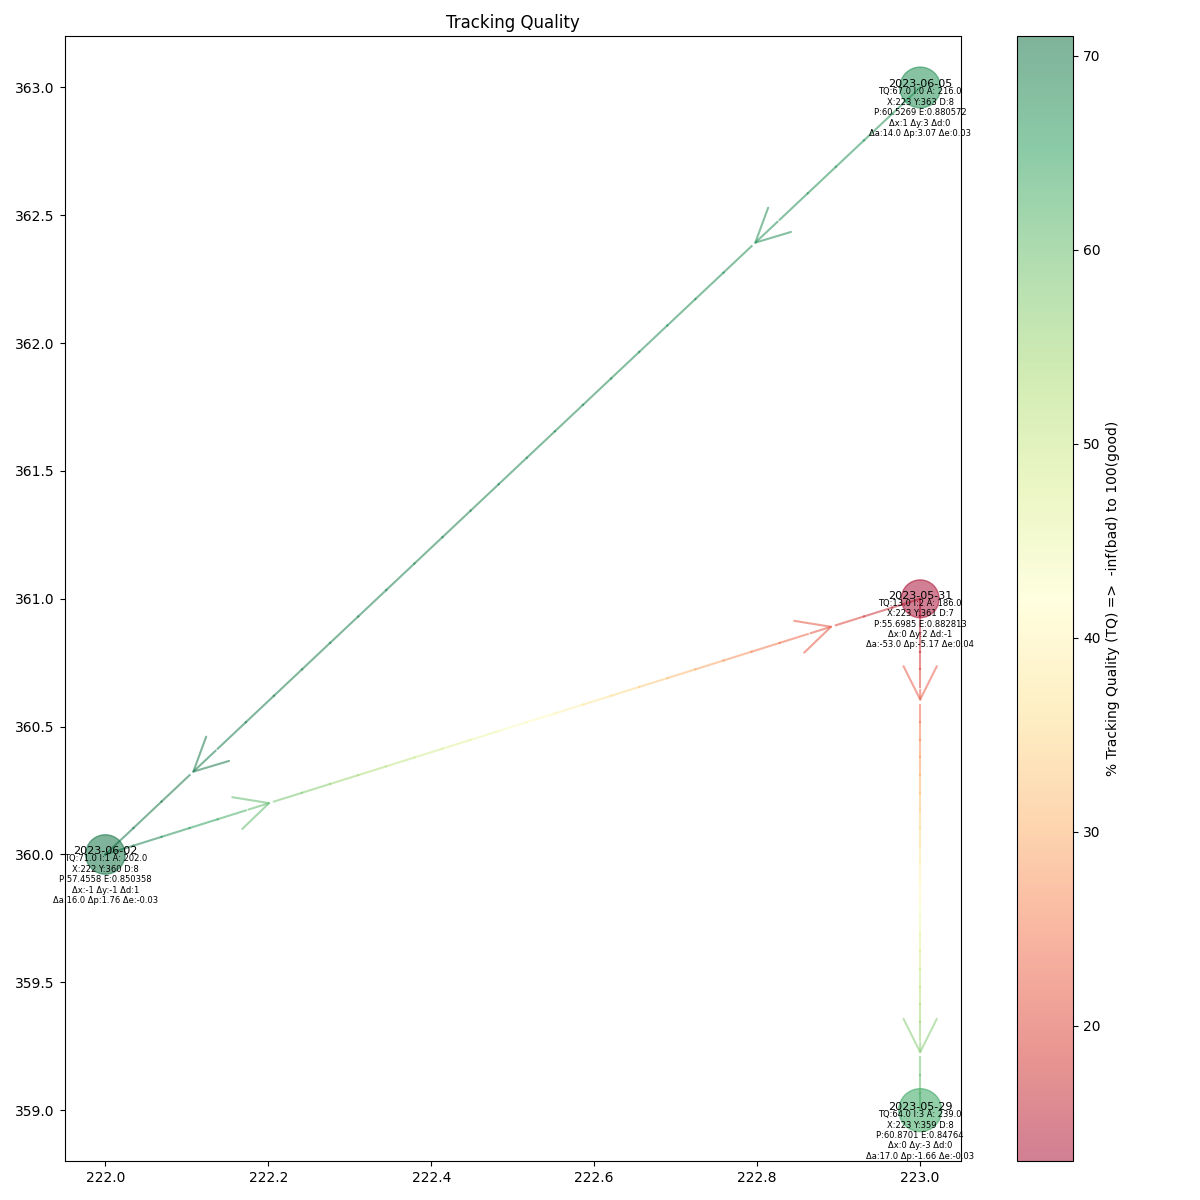 Tracking Quality
363.0
362.5
362.0
361.5
361.0
360.5
360.0
359.5
359.0
222.0
222.2
222.4
222.6
222.8
223.0
2023-06-05
TQ:67.0 I:0 A: 216.0
X:223 Y:363 D:8
P:60.5269 E:0.880572
Δx:1 Δy:3 Δd:0
Δa:14.0 Δp:3.07 Δe:0.03
2023-06-02
TQ:71.0 I:1 A: 202.0
X:222 Y:360 D:8
P:57.4558 E:0.850358
Δx:-1 Δy:-1 Δd:1
Δa:16.0 Δp:1.76 Δe:-0.03
2023-05-31
TQ:13.0 I:2 A: 186.0
X:223 Y:361 D:7
P:55.6985 E:0.882813
Δx:0 Δy:2 Δd:-1
Δa:-53.0 Δp:-5.17 Δe:0.04
2023-05-29
TQ:64.0 I:3 A: 239.0
X:223 Y:359 D:8
P:60.8701 E:0.84764
Δx:0 Δy:-3 Δd:0
Δa:17.0 Δp:-1.66 Δe:-0.03
70
60
50
40
30
20
% Tracking Quality (TQ) => -inf(bad) to 100(good)